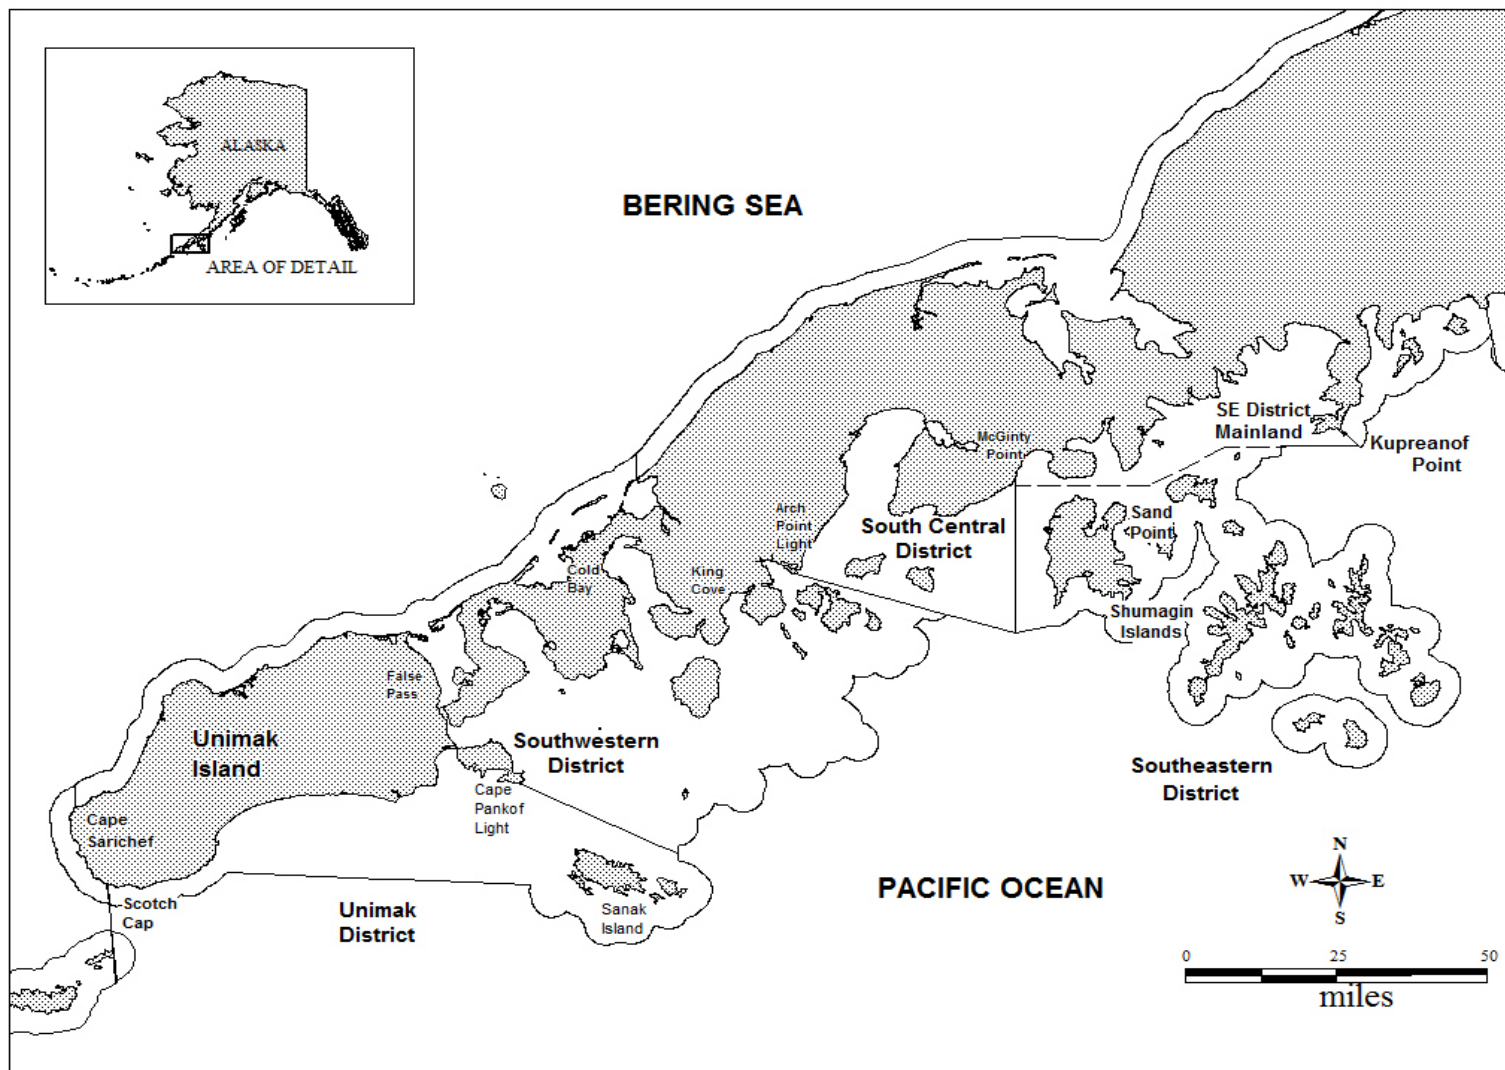 ALASKA
AREA OF DETAIL
BERING SEA
SE District
Mainland
Kupreanof
Point
McGinty
Point
Arch
Point
Light
South Central
District
Sand
Point
Cold
Bay
King
Cove
Shumagin
Islands
False
Pass
Unimak
Island
Southwestern
District
Southeastern
District
Cape
Pankof
Light
Cape
Sarichef
PACIFIC OCEAN
Scotch
Cap
Unimak
District
Sanak
Island
N
W
E
S
0 25 50
miles